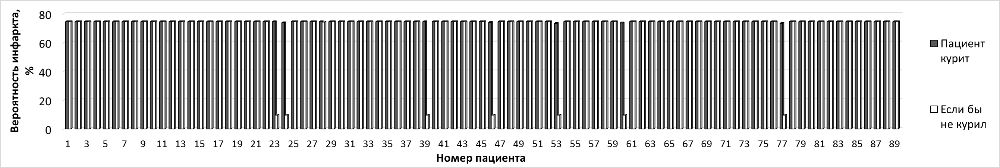 Вероятность инфаркта,
%
80
60
40
20
0
1 3 5 7 9 11 13 15 17 19 21 23 25 27 29 31 33 35 37 39 41 43 45 47 49 51 53 55 57 59 61 63 65 67 69 71 73 75 77 79 81 83 85 87 89
Номер пациента
Пациент
курит
Если бы
не курил